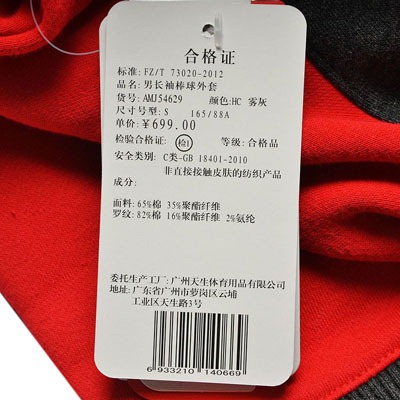 合格证
标准: FZ/T 73020-2012
品名: 男长袖棒球外套
货号: AMJ54629 颜色:HC 雾灰
尺寸号型: S 165/88A
单价: ¥699.00
检验合格证: 检1 等级: 合格品
安全类别: C类-GB 18401-2010
非直接接触皮肤的纺织产品
成分:
面料: 65%棉 35%聚酯纤维
罗纹: 82%棉 16%聚酯纤维 2%氨纶
委托生产工厂: 广州天生体育用品有限公司
地址: 广东省广州市萝岗区云埔
工业区天生路3号
6 933210 140669